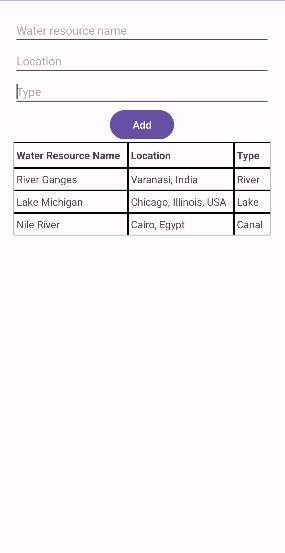 Water resource name
Location
Type
Add
Water Resource Name Location Type
River Ganges Varanasi, India River
Lake Michigan Chicago, Illinois, USA Lake
Nile River Cairo, Egypt Canal